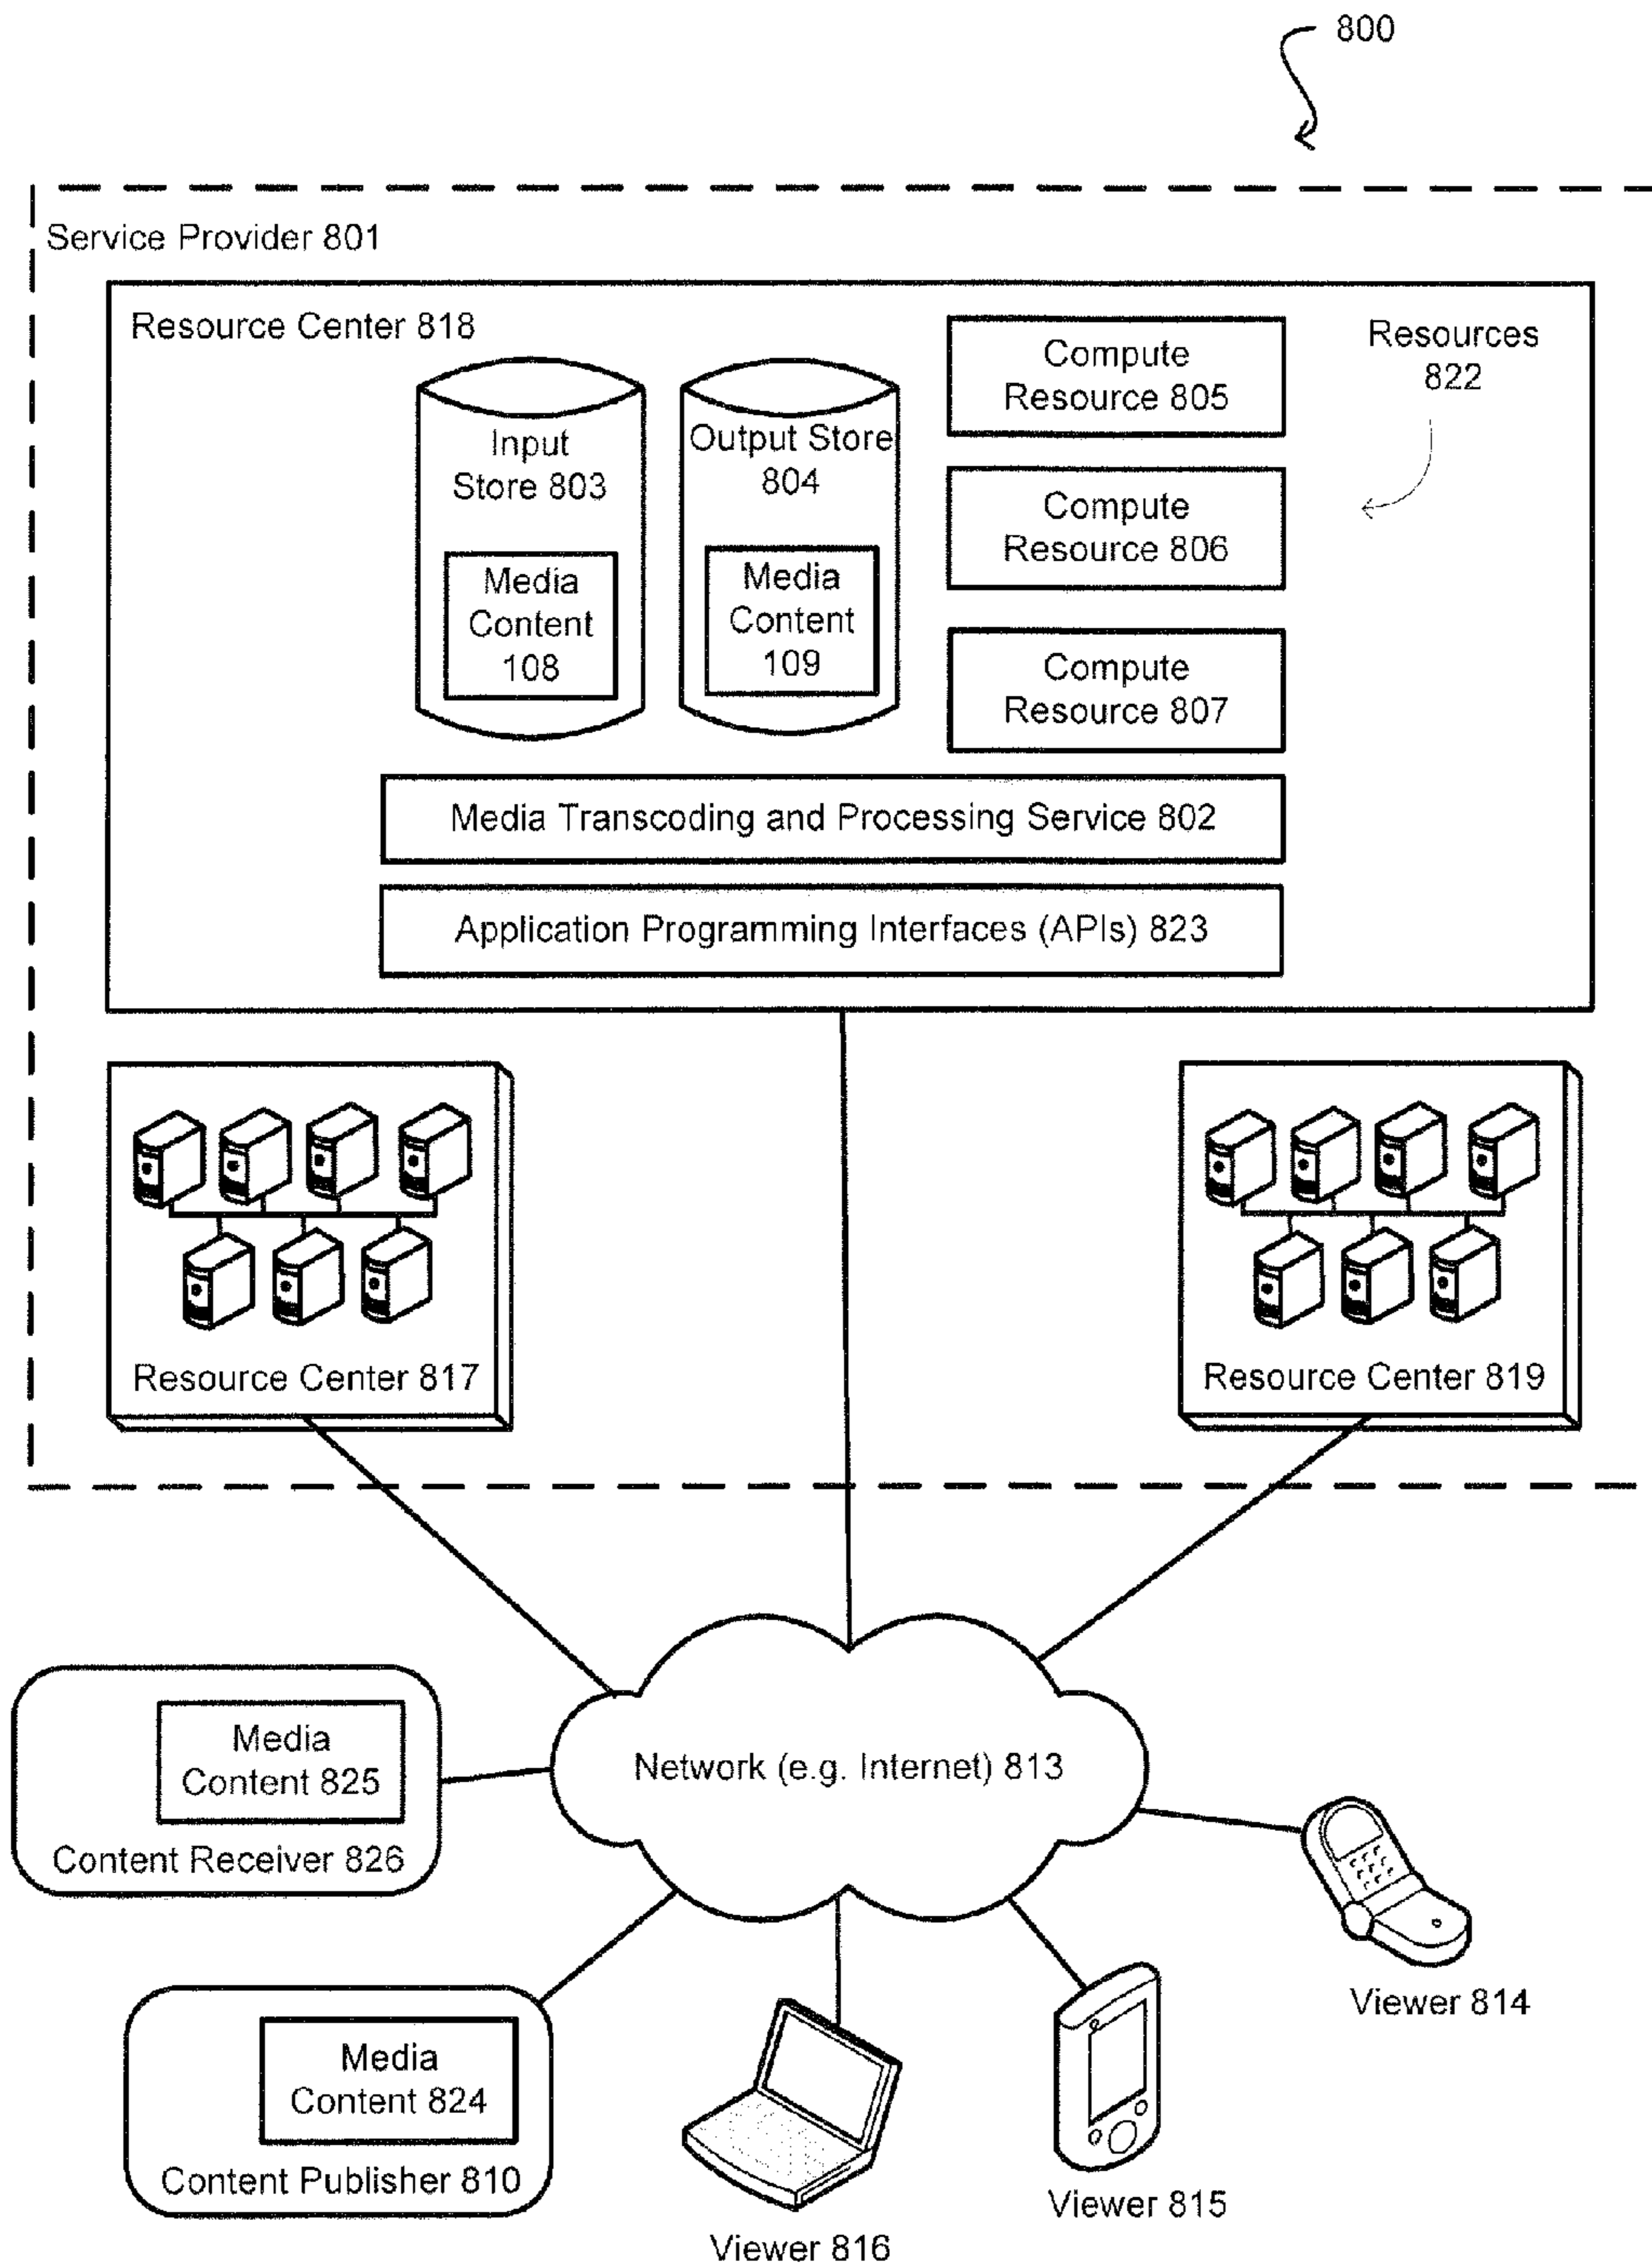 800
Service Provider 801
Resource Center 818
Input
Store 803
Media
Content
108
Output Store
804
Media
Content
109
Compute
Resource 805
Compute
Resource 806
Compute
Resource 807
Resources
822
Media Transcoding and Processing Service 802
Application Programming Interfaces (APIs) 823
Resource Center 817
Resource Center 819
Network (e.g. Internet) 813
Media
Content 825
Content Receiver 826
Media
Content 824
Content Publisher 810
Viewer 816
Viewer 815
Viewer 814